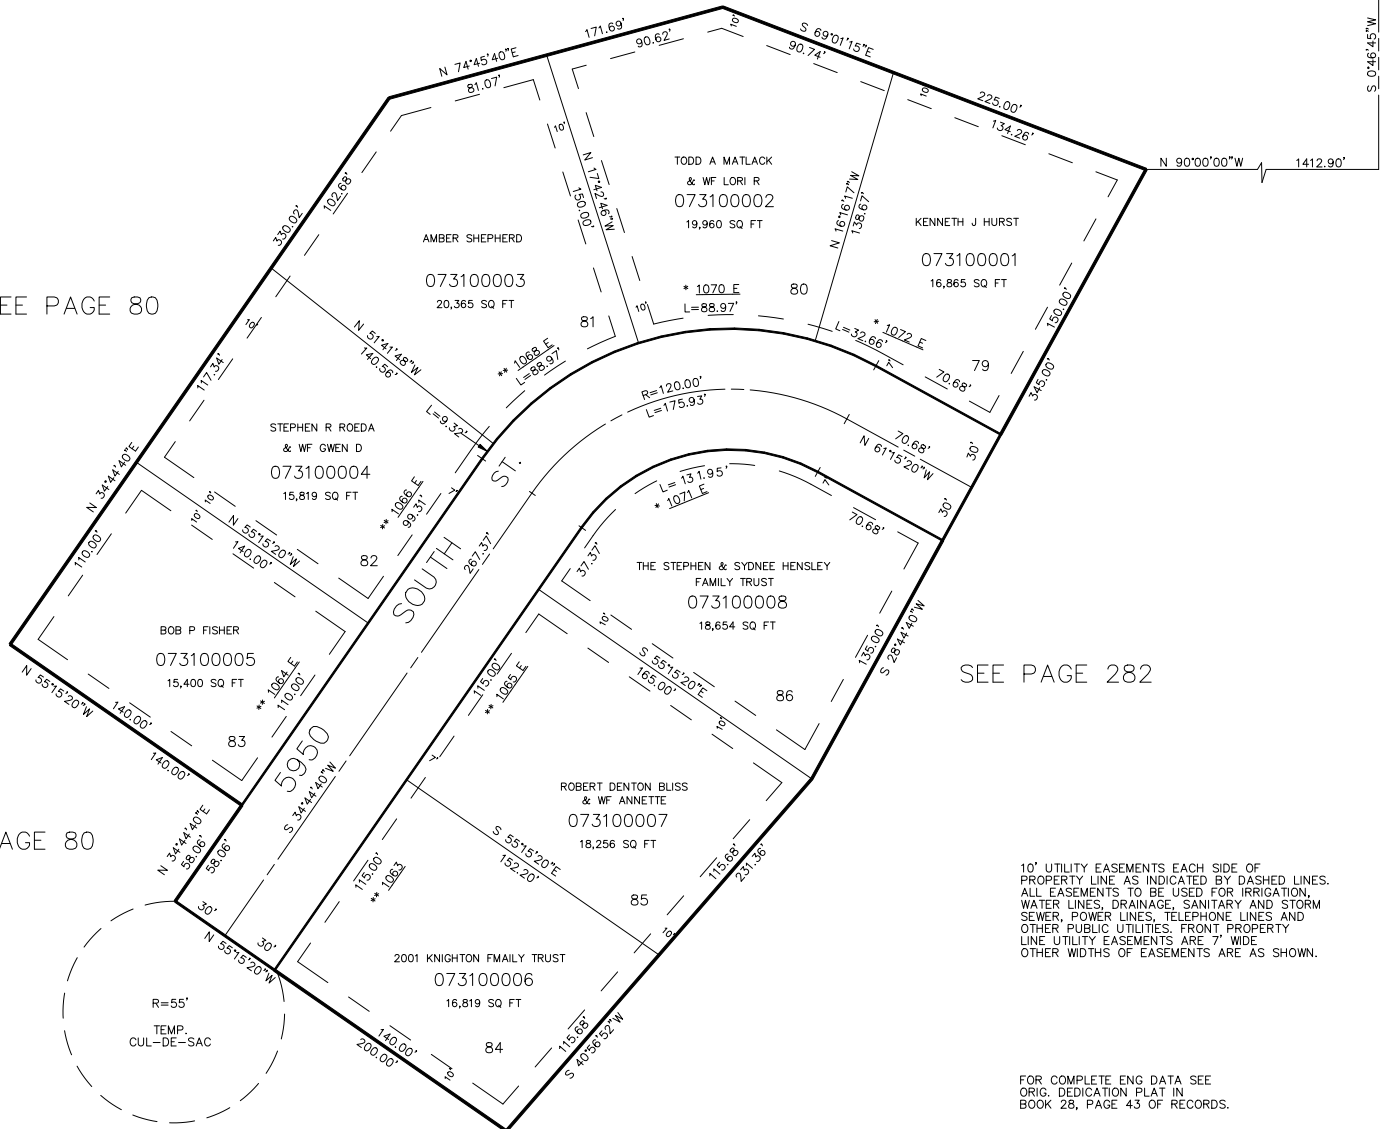 171.69'
90.62'
10'
S 69°01'15"E
90.74'
S 0°46'45"W
N 74°45'40"E
81.07'
10'
225.00'
134.26'
10'
N 90°00'00"W 1412.90'
TODD A MATLACK
& WF LORI R
073100002
19,960 SQ FT
N 17°42'46"W
150.00'
N 16°16'17"W
138.67'
102.68'
330.02'
KENNETH J HURST
073100001
16,865 SQ FT
AMBER SHEPHERD
073100003
20,365 SQ FT
* 1070 E
L=88.97'
80
10'
EE PAGE 80
10'
81
** 1068 E
L=88.97'
N 51°41'48"W
140.56'
* 1072 E
L=32.66'
7'
79
70.68'
150.00'
345.00'
117.34'
R=120.00'
L=175.93'
L=9.32'
STEPHEN R ROEDA
& WF GWEN D
073100004
15,819 SQ FT
70.68'
N 61°15'20"W
30'
30'
N 34°44'40"E
ST.
L=131.95'
* 1071 E
7'
** 1066 E
99.31'
7'
10'
10'
N 55°15'20"W
140.00'
82
70.68'
110.00'
SOUTH
267.37'
37.37'
THE STEPHEN & SYDNEE HENSLEY
FAMILY TRUST
073100008
18,654 SQ FT
10'
BOB P FISHER
073100005
15,400 SQ FT
135.00'
S 28°44'40"W
SEE PAGE 282
N 55°15'20"W
** 1064 E
110.00'
115.00'
** 1065 E
S 55°15'20"E
165.00'
86
10'
140.00'
83
140.00'
5950
7'
S 34°44'40"W
ROBERT DENTON BLISS
& WF ANNETTE
073100007
18,256 SQ FT
AGE 80
N 34°44'40"E
58.06'
58.06'
S 55°15'20"E
152.20'
115.00'
** 1063
115.68'
231.36'
85
10'
10' UTILITY EASEMENTS EACH SIDE OF
PROPERTY LINE AS INDICATED BY DASHED LINES.
ALL EASEMENTS TO BE USED FOR IRRIGATION,
WATER LINES, DRAINAGE, SANITARY AND STORM
SEWER, POWER LINES, TELEPHONE LINES AND
OTHER PUBLIC UTILITIES. FRONT PROPERTY
LINE UTILITY EASEMENTS ARE 7' WIDE
OTHER WIDTHS OF EASEMENTS ARE AS SHOWN.
30'
30'
N 55°15'20"W
2001 KNIGHTON FMAILY TRUST
073100006
16,819 SQ FT
R=55'
TEMP.
CUL-DE-SAC
140.00'
200.00'
84
10'
115.68'
S 40°56'52"W
FOR COMPLETE ENG DATA SEE
ORIG. DEDICATION PLAT IN
BOOK 28, PAGE 43 OF RECORDS.